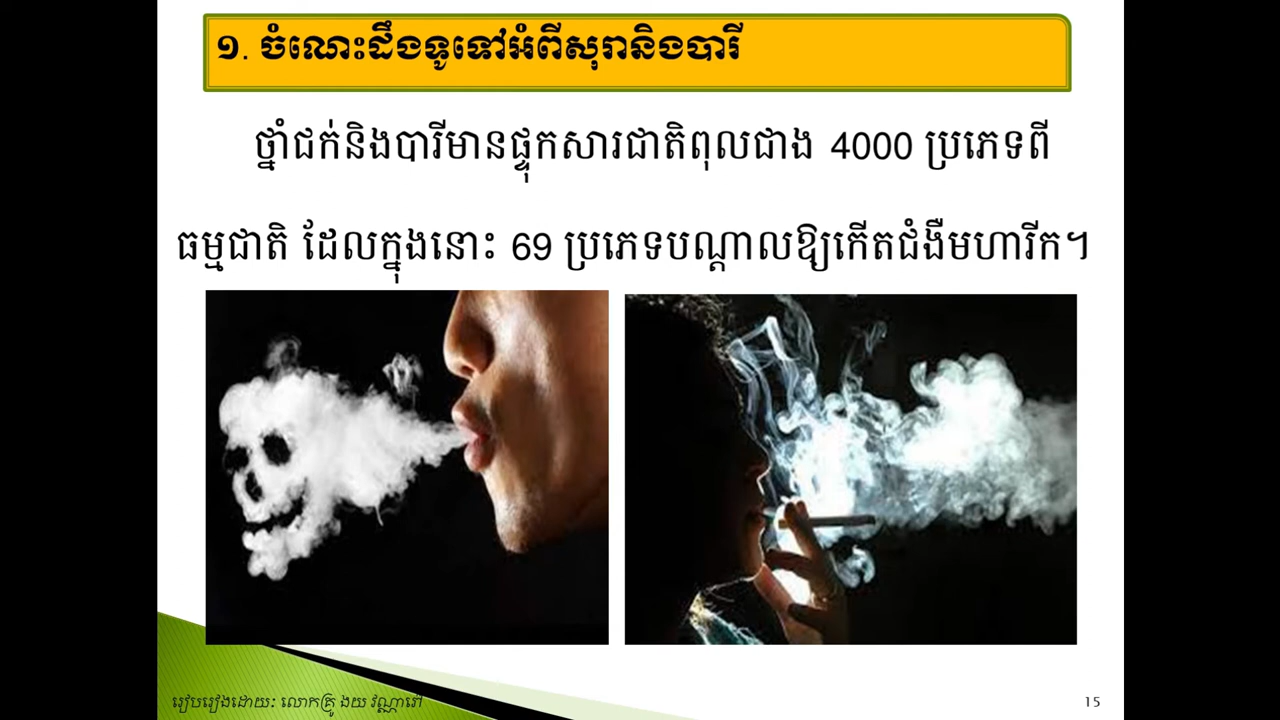 ១. ចំណេះដឹងទូទៅអំពីសុរានិងបារី
ថ្នាំជក់និងបារីមានផ្ទុកសារជាតិពុលជាង 4000 ប្រភេទពី
ធម្មជាតិ ដែលក្នុងនោះ 69 ប្រភេទបណ្តាលឱ្យកើតជំងឺមហារីក។
រៀបរៀងដោយៈ លោកគ្រូ ងយ វណ្ណារៅ
15